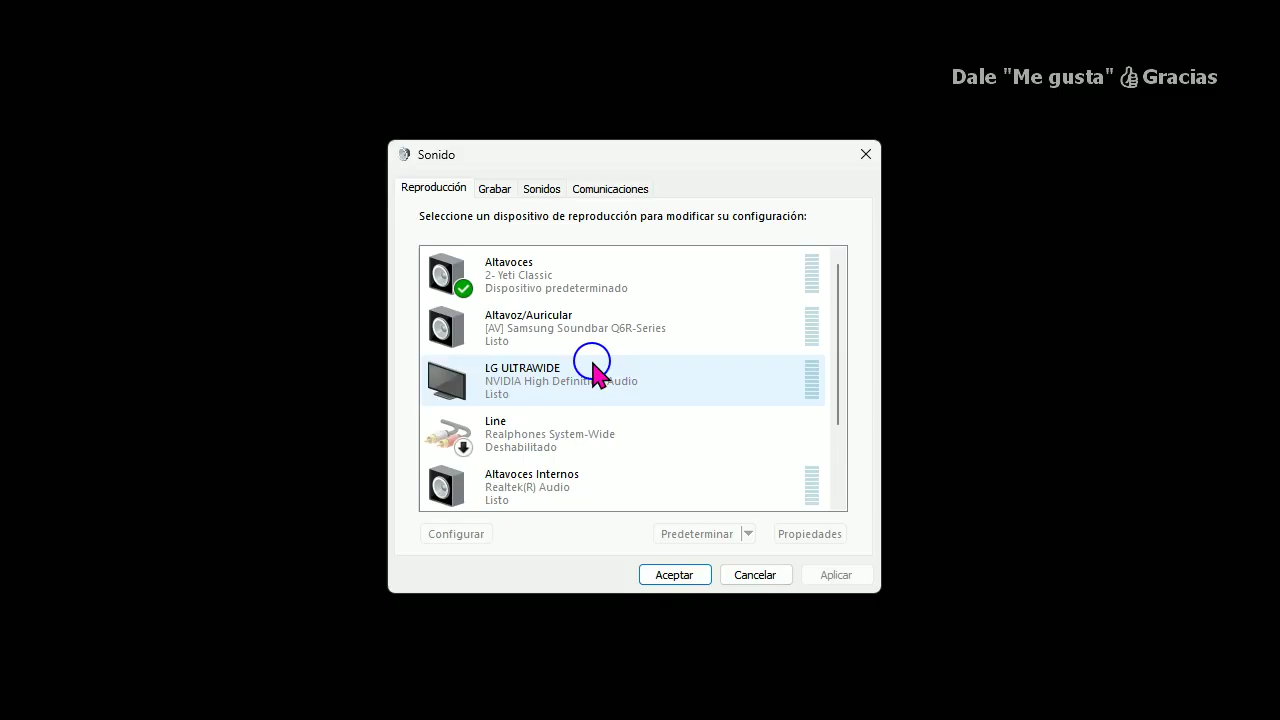 Dale "Me gusta" 👍Gracias
Sonido
Reproducción
Grabar
Sonidos
Comunicaciones
Seleccione un dispositivo de reproducción para modificar su configuración:
Altavoces
2- Yeti Classic
Dispositivo predeterminado
Altavoz/Auricular
[AV] Samsung Soundbar Q6R-Series
Listo
LG ULTRAWIDE
NVIDIA High Definition Audio
Listo
Line
Realphones System-Wide
Deshabilitado
Altavoces Internos
Realtek(R) Audio
Listo
Configurar
Predeterminar
Propiedades
Aceptar
Cancelar
Aplicar